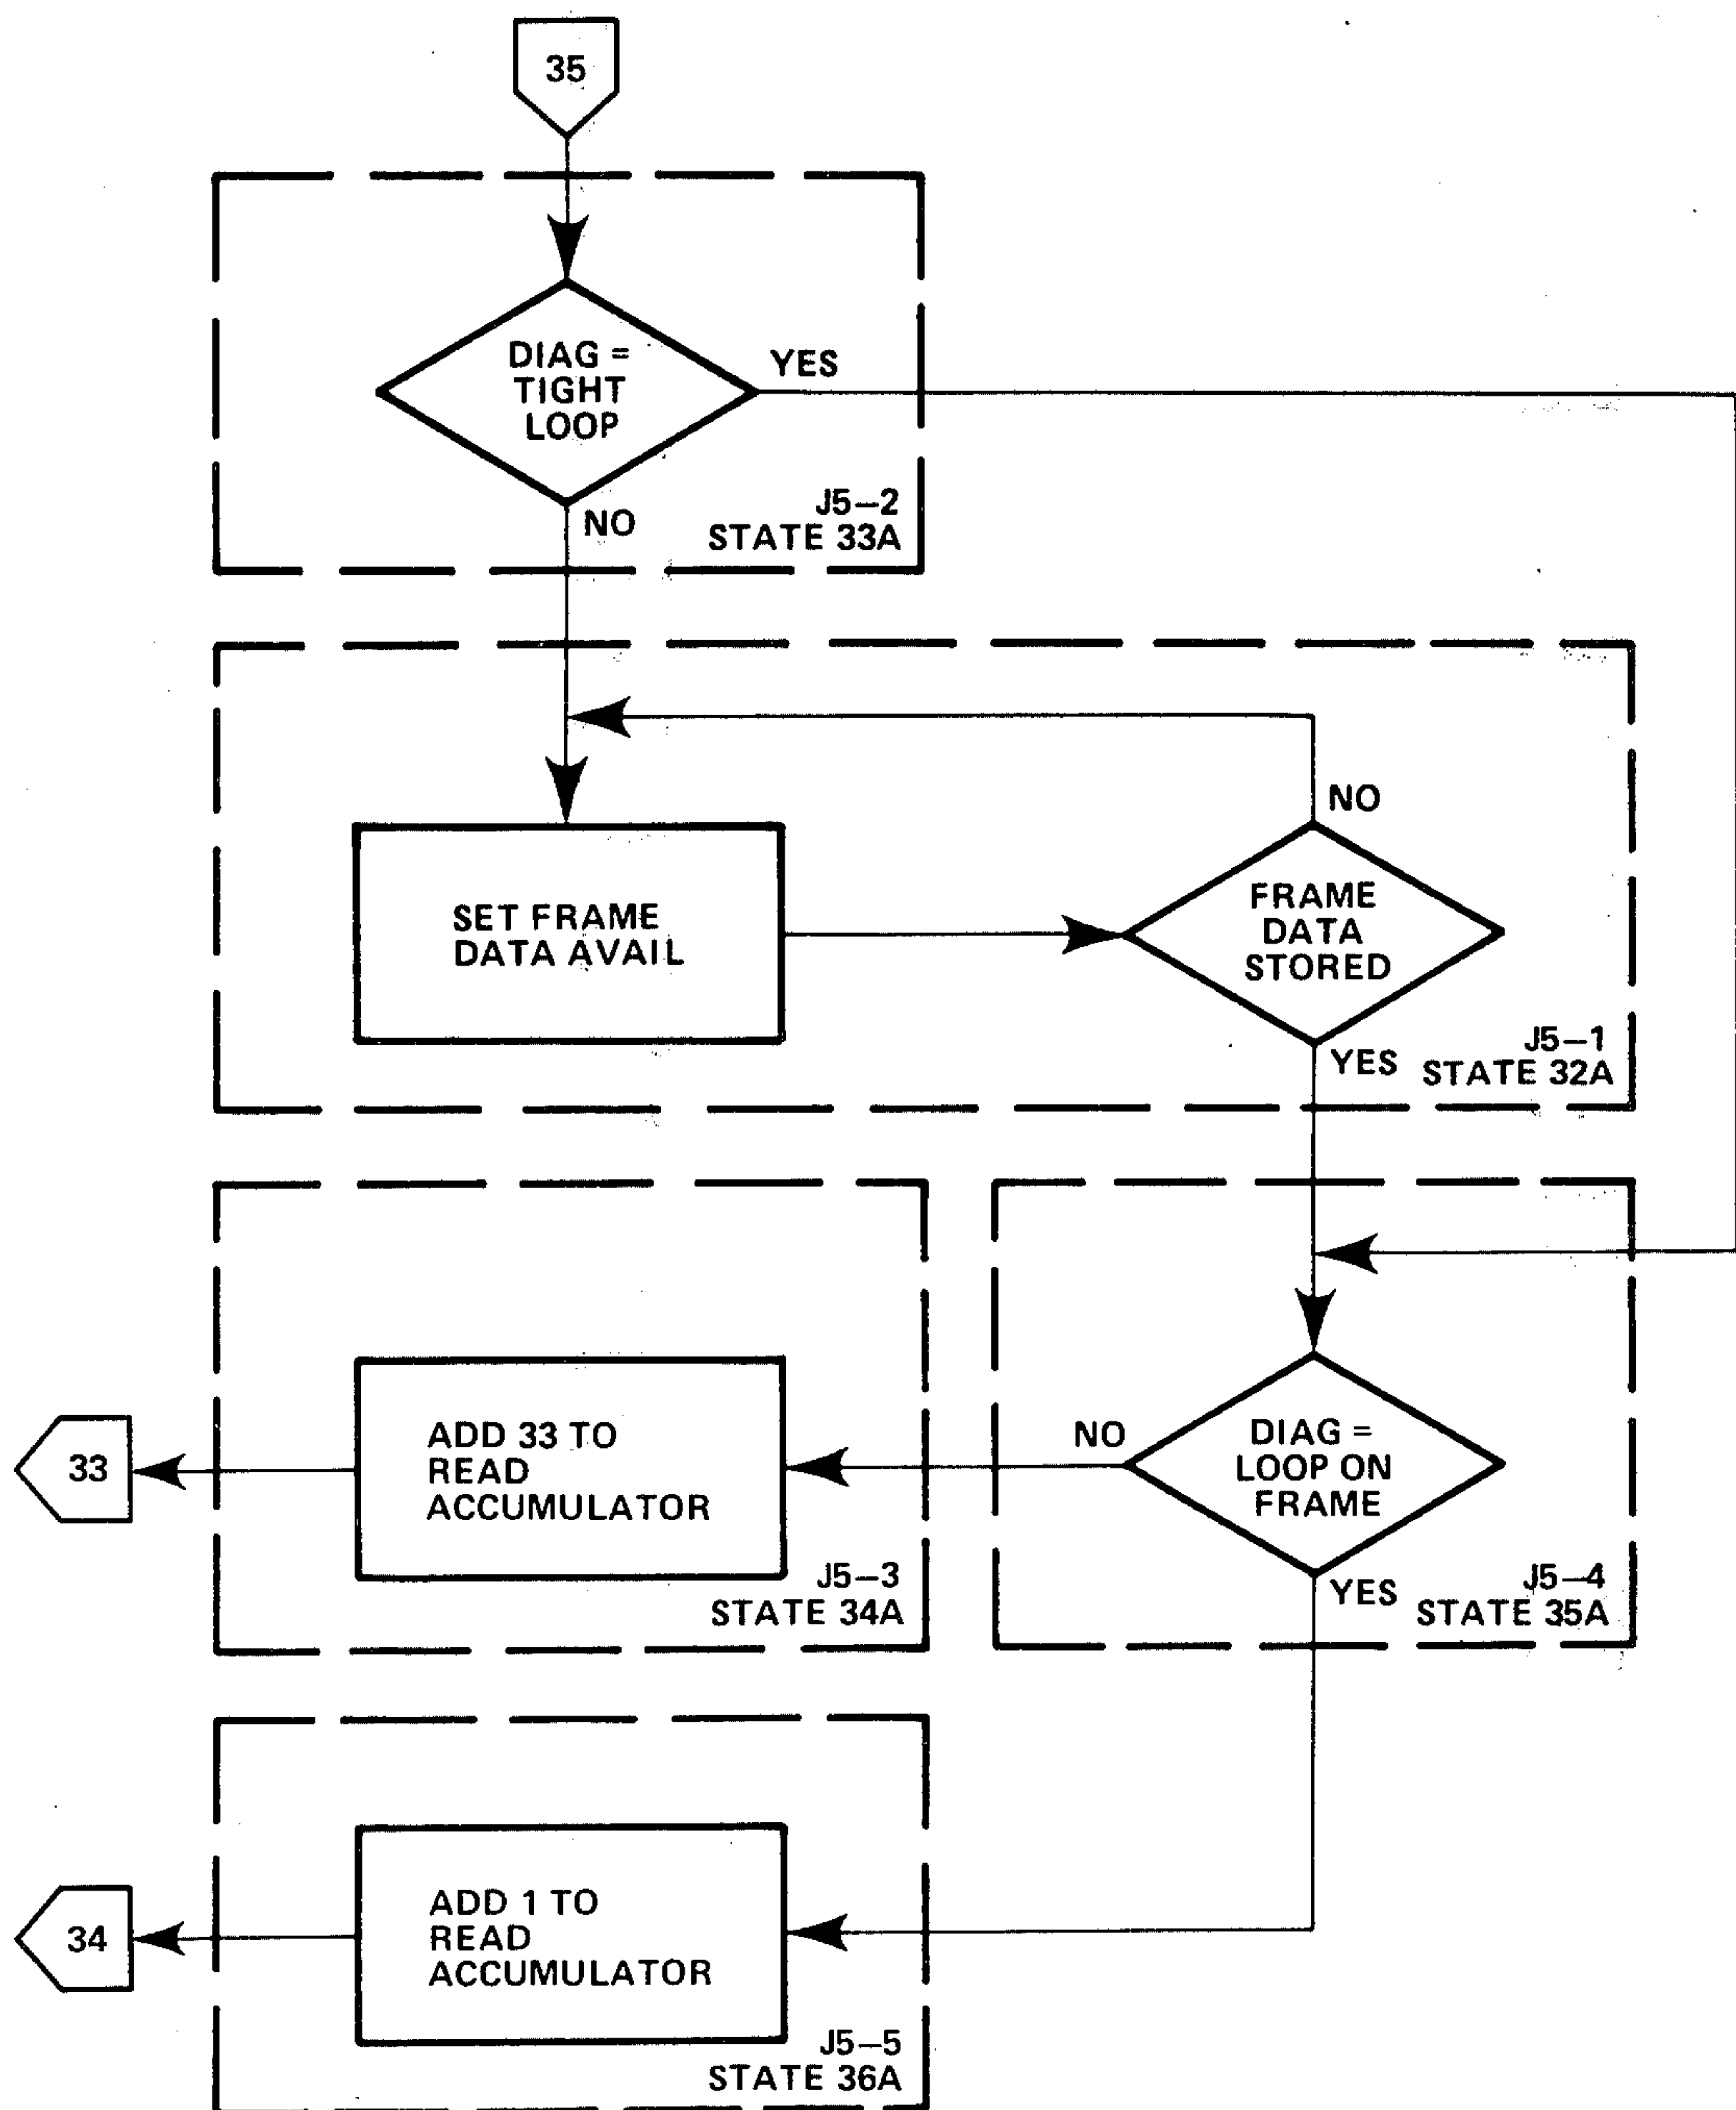 35
DIAG =
TIGHT
LOOP
YES
NO
J5-2
STATE 33A
NO
SET FRAME
DATA AVAIL
FRAME
DATA
STORED
YES
J5-1
STATE 32A
33
ADD 33 TO
READ
ACCUMULATOR
J5-3
STATE 34A
NO
DIAG =
LOOP ON
FRAME
YES
J5-4
STATE 35A
34
ADD 1 TO
READ
ACCUMULATOR
J5-5
STATE 36A